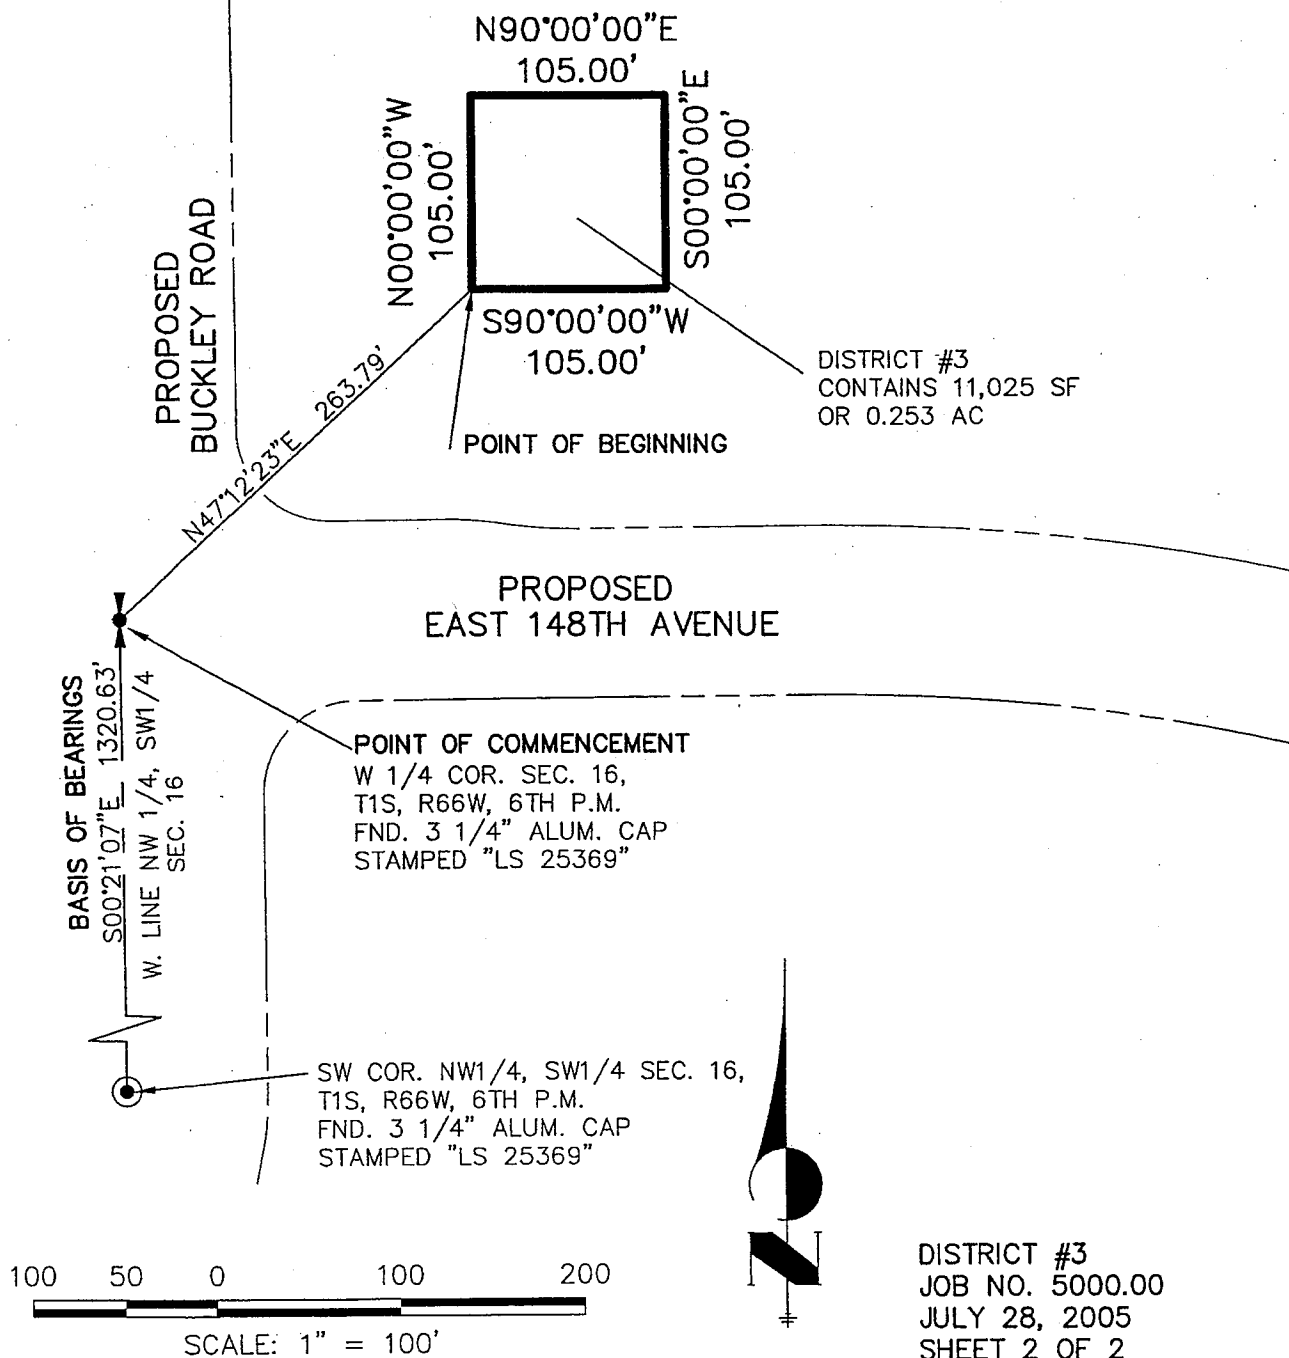 N90°00'00"E
105.00'
N00°00'00"W
105.00'
S00°00'00"E
105.00'
S90°00'00"W
105.00'
PROPOSED
BUCKLEY ROAD
DISTRICT #3
CONTAINS 11,025 SF
OR 0.253 AC
N47°12'23"E 263.79'
POINT OF BEGINNING
PROPOSED
EAST 148TH AVENUE
BASIS OF BEARINGS
S00°21'07"E 1320.63'
W. LINE NW 1/4, SW1/4
SEC. 16
POINT OF COMMENCEMENT
W 1/4 COR. SEC. 16,
T1S, R66W, 6TH P.M.
FND. 3 1/4" ALUM. CAP
STAMPED "LS 25369"
SW COR. NW1/4, SW1/4 SEC. 16,
T1S, R66W, 6TH P.M.
FND. 3 1/4" ALUM. CAP
STAMPED "LS 25369"
N
100 50 0 100 200
SCALE: 1" = 100'
DISTRICT #3
JOB NO. 5000.00
JULY 28, 2005
SHEET 2 OF 2